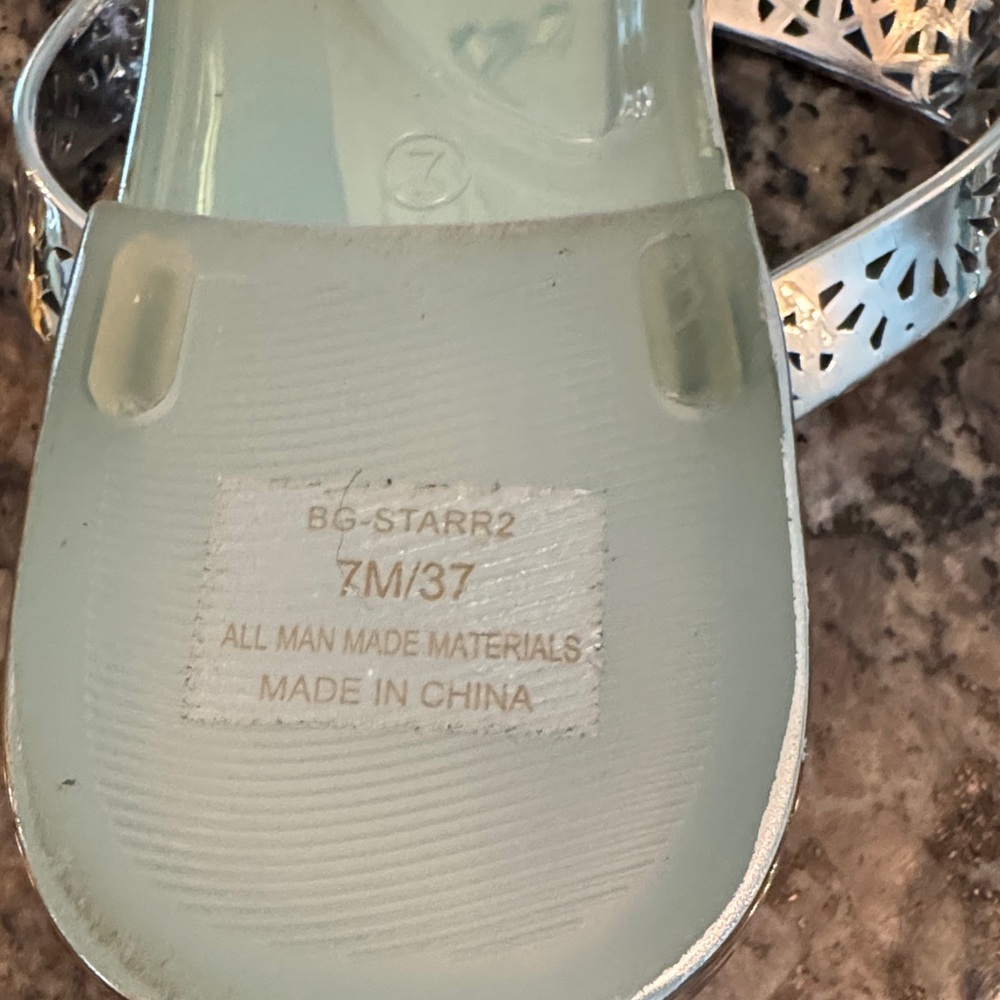 7
BG-STARR2
7M/37
ALL MAN MADE MATERIALS
MADE IN CHINA